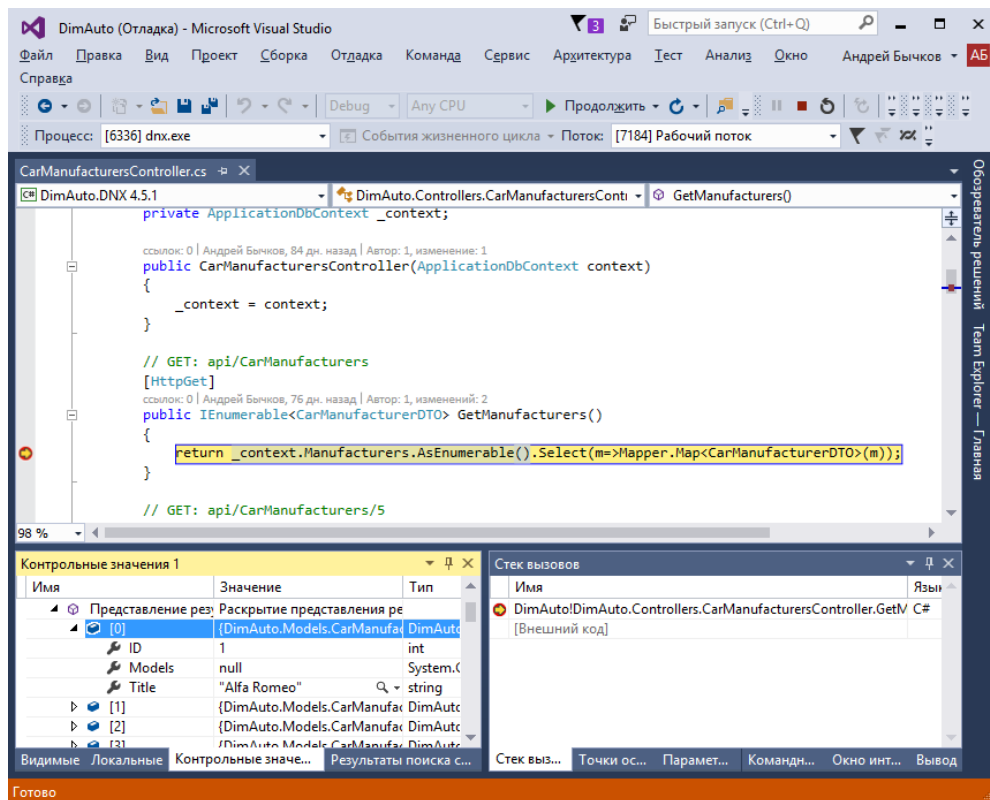 DimAuto (Отладка) - Microsoft Visual Studio
3
Быстрый запуск (Ctrl+Q)
Файл Правка Вид Проект Сборка Отладка Команда Сервис Архитектура Тест Анализ Окно Андрей Бычков АБ
Справка
Debug Any CPU Продолжить
Процесс: [6336] dnx.exe События жизненного цикла Поток: [7184] Рабочий поток
CarManufacturersController.cs
C# DimAuto.DNX 4.5.1 DimAuto.Controllers.CarManufacturersConti GetManufacturers()
private ApplicationDbContext _context;
ссылок: 0 | Андрей Бычков, 84 дн. назад | Автор: 1, изменение: 1
public CarManufacturersController(ApplicationDbContext context)
{
_context = context;
}
// GET: api/CarManufacturers
[HttpGet]
ссылок: 0 | Андрей Бычков, 76 дн. назад | Автор: 1, изменений: 2
public IEnumerable<CarManufacturerDTO> GetManufacturers()
{
return _context.Manufacturers.AsEnumerable().Select(m=>Mapper.Map<CarManufacturerDTO>(m));
}
// GET: api/CarManufacturers/5
98 %
Обозреватель решений
Team Explorer — Главная
Контрольные значения 1
Имя Значение Тип
Представление рез Раскрытие представления ре
[0] {DimAuto.Models.CarManufac DimAuto
ID 1 int
Models null System.C
Title "Alfa Romeo" string
[1] {DimAuto.Models.CarManufac DimAuto
[2] {DimAuto.Models.CarManufac DimAuto
[3] {DimAuto.Models.CarManufac DimAuto
Видимые Локальные Контрольные значе... Результаты поиска с...
Стек вызовов
Имя Язык
DimAuto!DimAuto.Controllers.CarManufacturersController.GetM C#
[Внешний код]
Стек выз... Точки ос... Парамет... Командн... Окно инт... Вывод
Готово